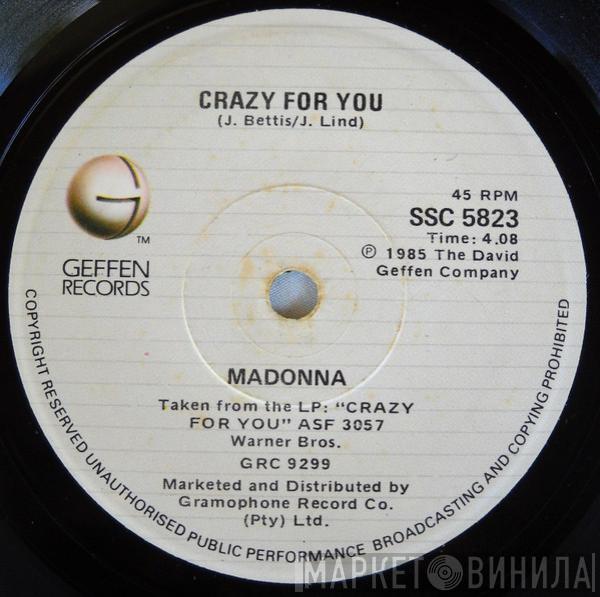 CRAZY FOR YOU
(J. Bettis/J. Lind)
45 RPM
SSC 5823
Time: 4.08
Ⓟ 1985 The David
Geffen Company
G
TM
GEFFEN
RECORDS
MADONNA
Taken from the LP: "CRAZY
FOR YOU" ASF 3057
Warner Bros.
GRC 9299
Marketed and Distributed by
Gramophone Record Co.
(Pty) Ltd.
COPYRIGHT RESERVED UNAUTHORISED PUBLIC PERFORMANCE BROADCASTING AND COPYING PROHIBITED
МАРКЕТ ВИНИЛА